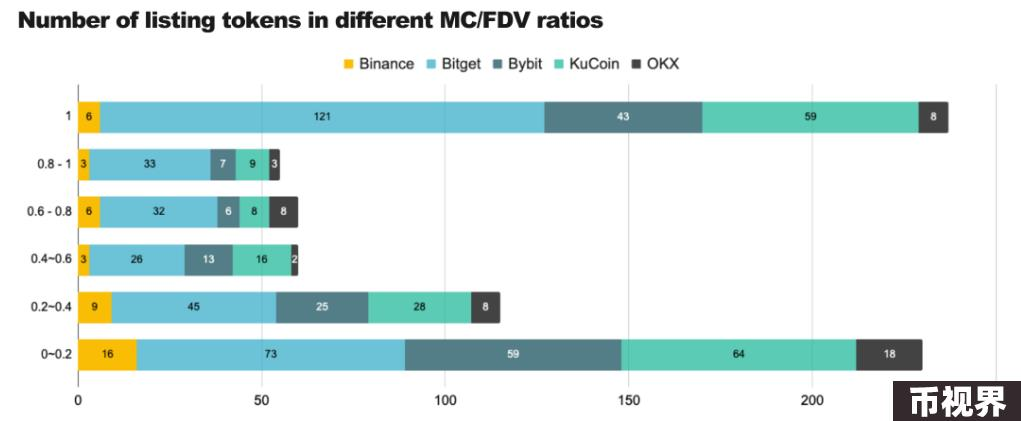 Number of listing tokens in different MC/FDV ratios
Binance Bitget Bybit KuCoin OKX
1 6 121 43 59 8
0.8 - 1 3 33 7 9 3
0.6 - 0.8 6 32 6 8 8
0.4~0.6 3 26 13 16 2
0.2~0.4 9 45 25 28 8
0~0.2 16 73 59 64 18
0 50 100 150 200
币视界